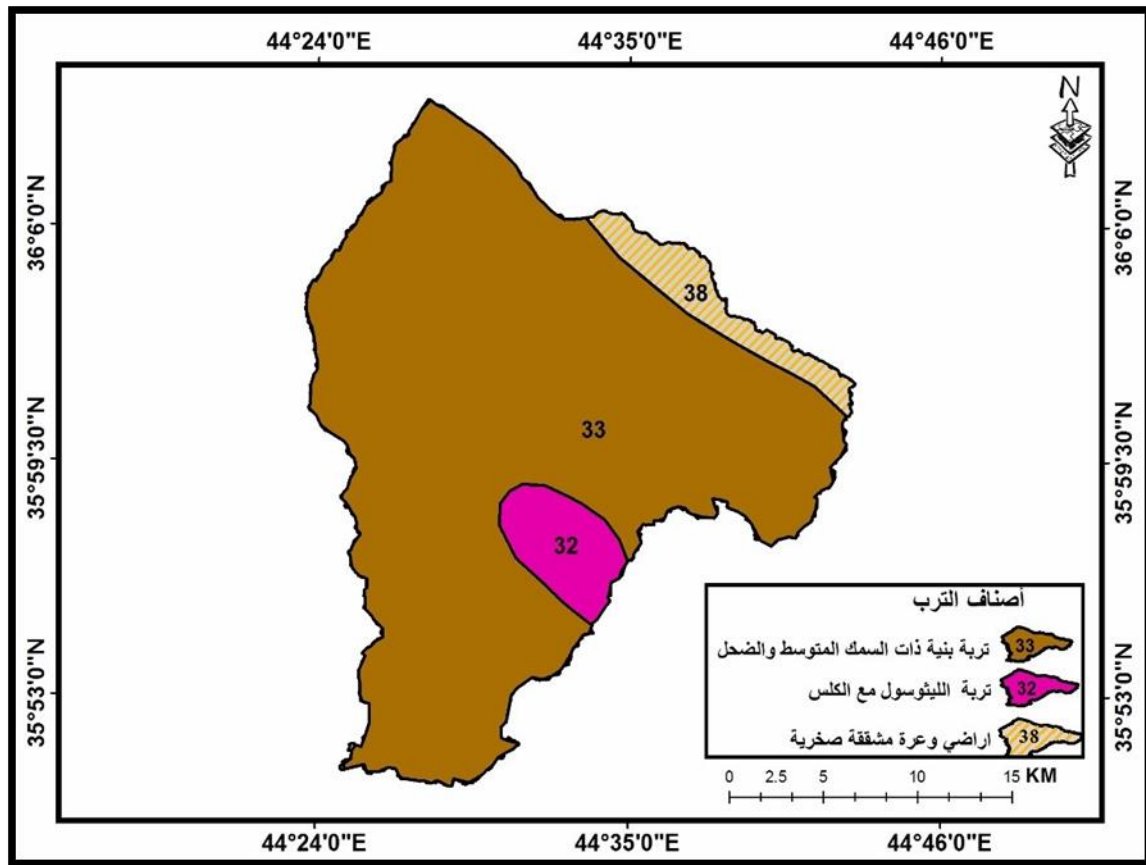 44°24'0"E 44°35'0"E 44°46'0"E
N
36°6'0"N 36°6'0"N
38
33
35°59'30"N 35°59'30"N
32
أصناف الترب
33 تربة بنية ذات السمك المتوسط والضحل
32 تربة الليثوسول مع الكلس
38 اراضي وعرة مشققة صخرية
35°53'0"N 35°53'0"N
0 2.5 5 10 15 KM
44°24'0"E 44°35'0"E 44°46'0"E